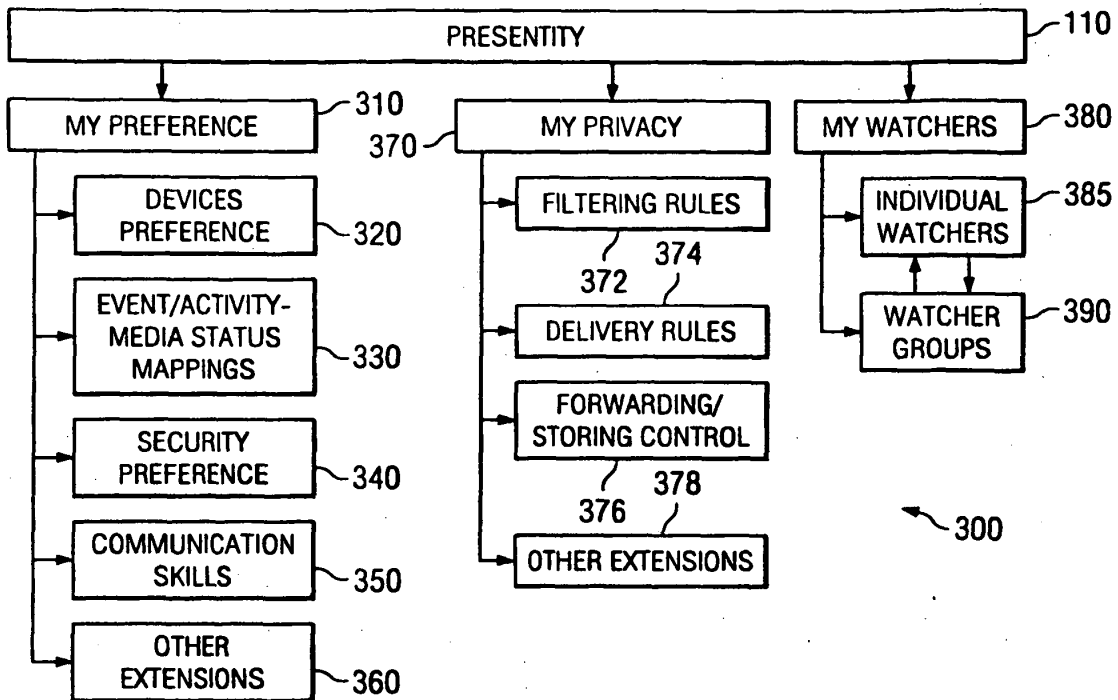 PRESENTITY
110
MY PREFERENCE
310
DEVICES
PREFERENCE
320
EVENT/ACTIVITY-
MEDIA STATUS
MAPPINGS
330
SECURITY
PREFERENCE
340
COMMUNICATION
SKILLS
350
OTHER
EXTENSIONS
360
MY PRIVACY
370
FILTERING RULES
372
374
DELIVERY RULES
FORWARDING/
STORING CONTROL
376
378
OTHER EXTENSIONS
MY WATCHERS
380
INDIVIDUAL
WATCHERS
385
WATCHER
GROUPS
390
300